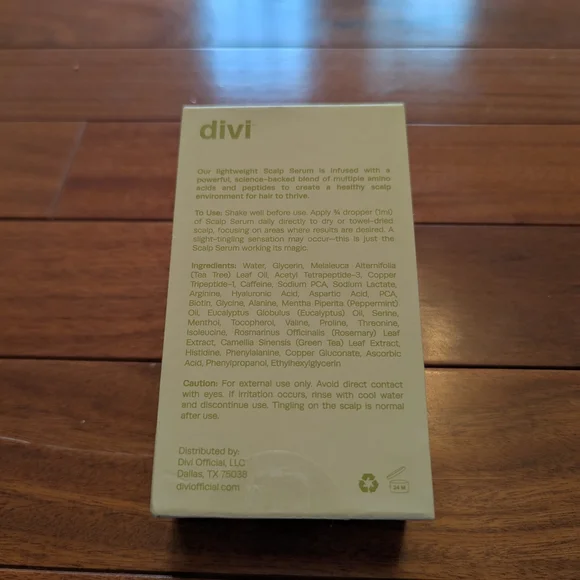 divi
Our lightweight Scalp Serum is infused with a
powerful, science-backed blend of multiple amino
acids and peptides to create a healthy scalp
environment for hair to thrive.
To Use: Shake well before use. Apply ¾ dropper (1ml)
of Scalp Serum daily directly to dry or towel-dried
scalp, focusing on areas where results are desired. A
slight-tingling sensation may occur—this is just the
Scalp Serum working its magic.
Ingredients: Water, Glycerin, Melaleuca Alternifolia
(Tea Tree) Leaf Oil, Acetyl Tetrapeptide-3, Copper
Tripeptide-1, Caffeine, Sodium PCA, Sodium Lactate,
Arginine, Hyaluronic Acid, Aspartic Acid, PCA,
Biotin, Glycine, Alanine, Mentha Piperita (Peppermint)
Oil, Eucalyptus Globulus (Eucalyptus) Oil, Serine,
Menthol, Tocopherol, Valine, Proline, Threonine,
Isoleucine, Rosmarinus Officinalis (Rosemary) Leaf
Extract, Camellia Sinensis (Green Tea) Leaf Extract,
Histidine, Phenylalanine, Copper Gluconate, Ascorbic
Acid, Phenylpropanol, Ethylhexylglycerin
Caution: For external use only. Avoid direct contact
with eyes. If irritation occurs, rinse with cool water
and discontinue use. Tingling on the scalp is normal
after use.
Distributed by:
Divi Official, LLC
Dallas, TX 75038
diviofficial.com
24 M